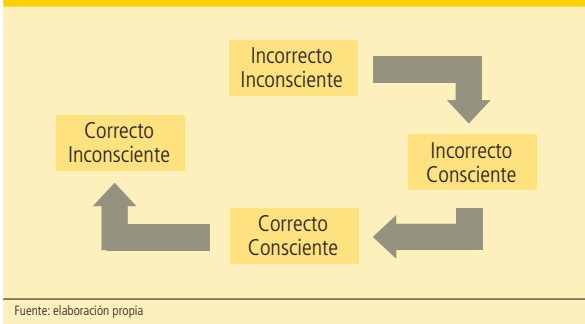 Incorrecto
Inconsciente
Correcto
Inconsciente
Incorrecto
Consciente
Correcto
Consciente
Fuente: elaboración propia